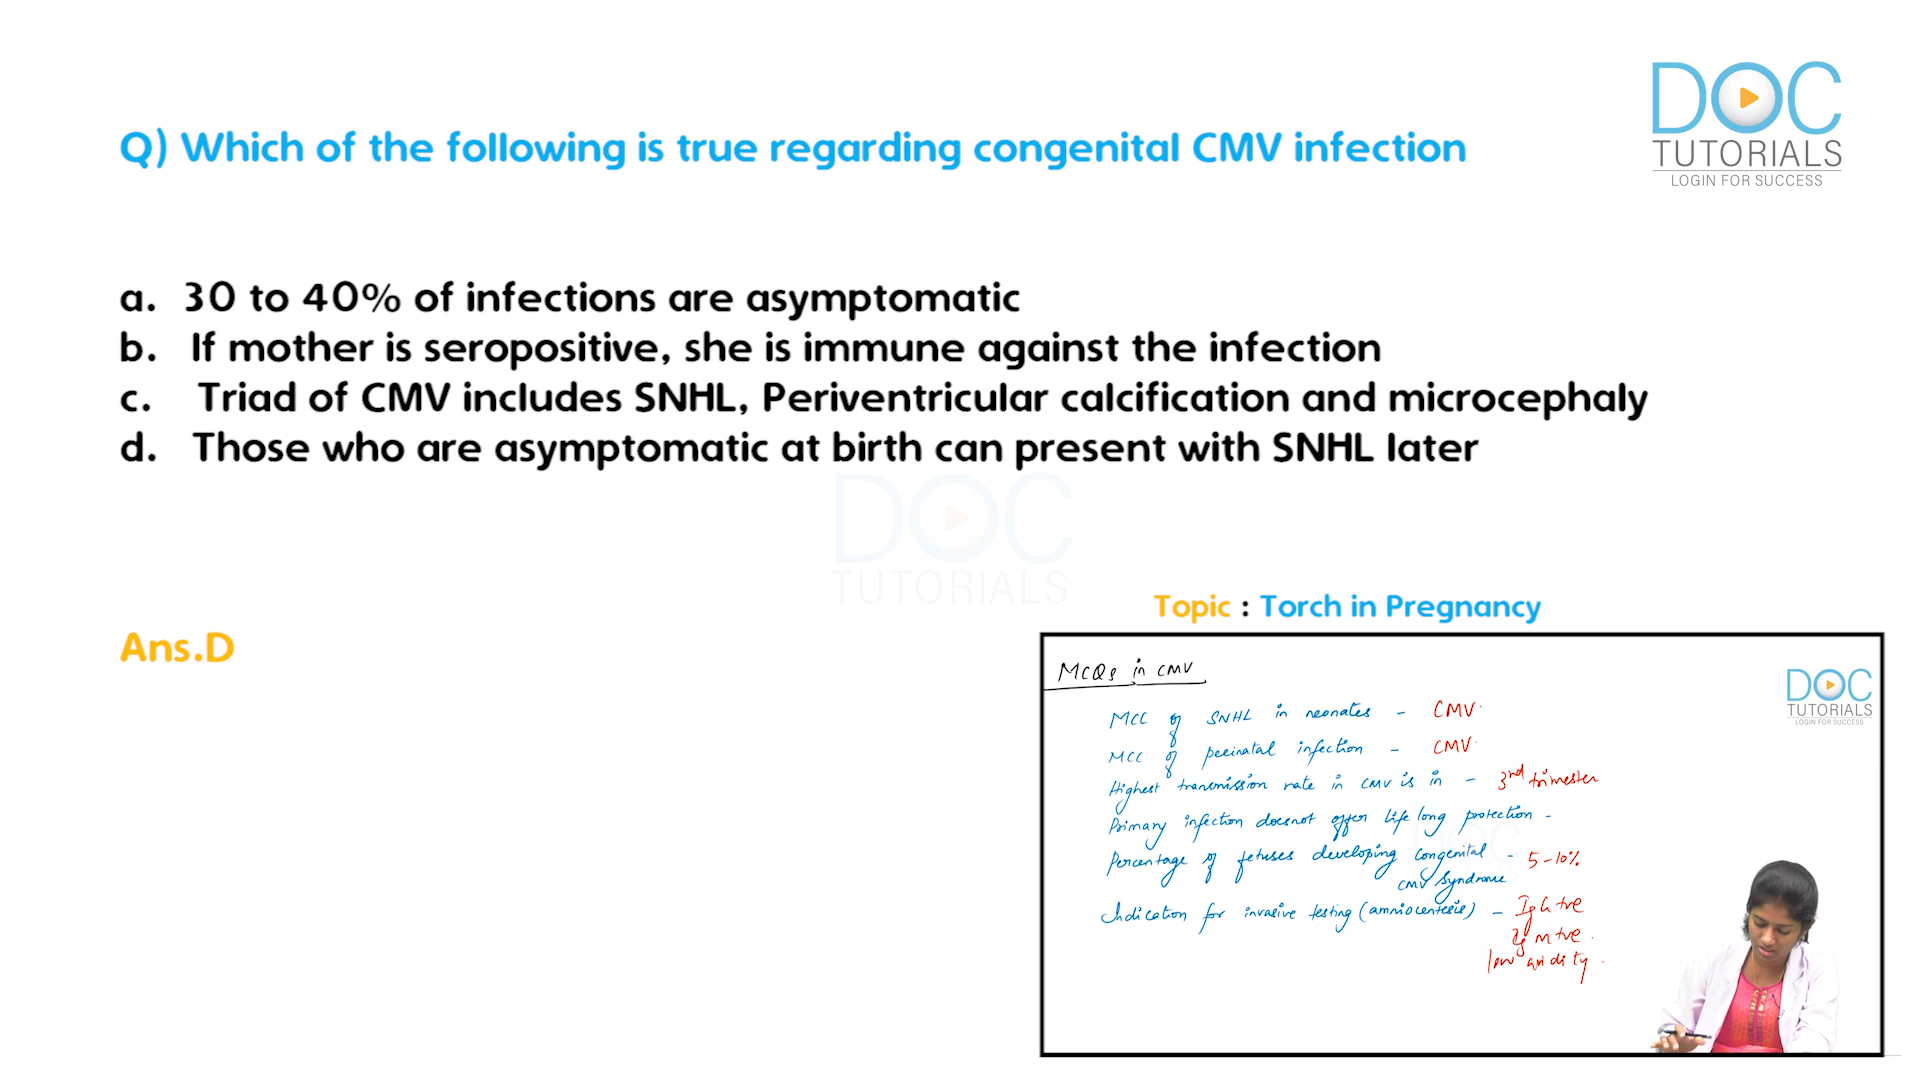 DOC
TUTORIALS
LOGIN FOR SUCCESS
Q) Which of the following is true regarding congenital CMV infection
a. 30 to 40% of infections are asymptomatic
b. If mother is seropositive, she is immune against the infection
c. Triad of CMV includes SNHL, Periventricular calcification and microcephaly
d. Those who are asymptomatic at birth can present with SNHL later
DOC
TUTORIALS
Topic : Torch in Pregnancy
Ans.D
MCQs in CMV
DOC
TUTORIALS
LOGIN FOR SUCCESS
MCC of SNHL in neonates - CMV
MCC of perinatal infection - CMV
Highest transmission rate in CMV is in - 3rd trimester
Primary infection doesnot offer life long protection -
Percentage of fetuses developing congenital - 5-10%
CMV Syndrome
Indication for invasive testing (amniocentesis) - IgG +ve
IgM +ve
low avidity